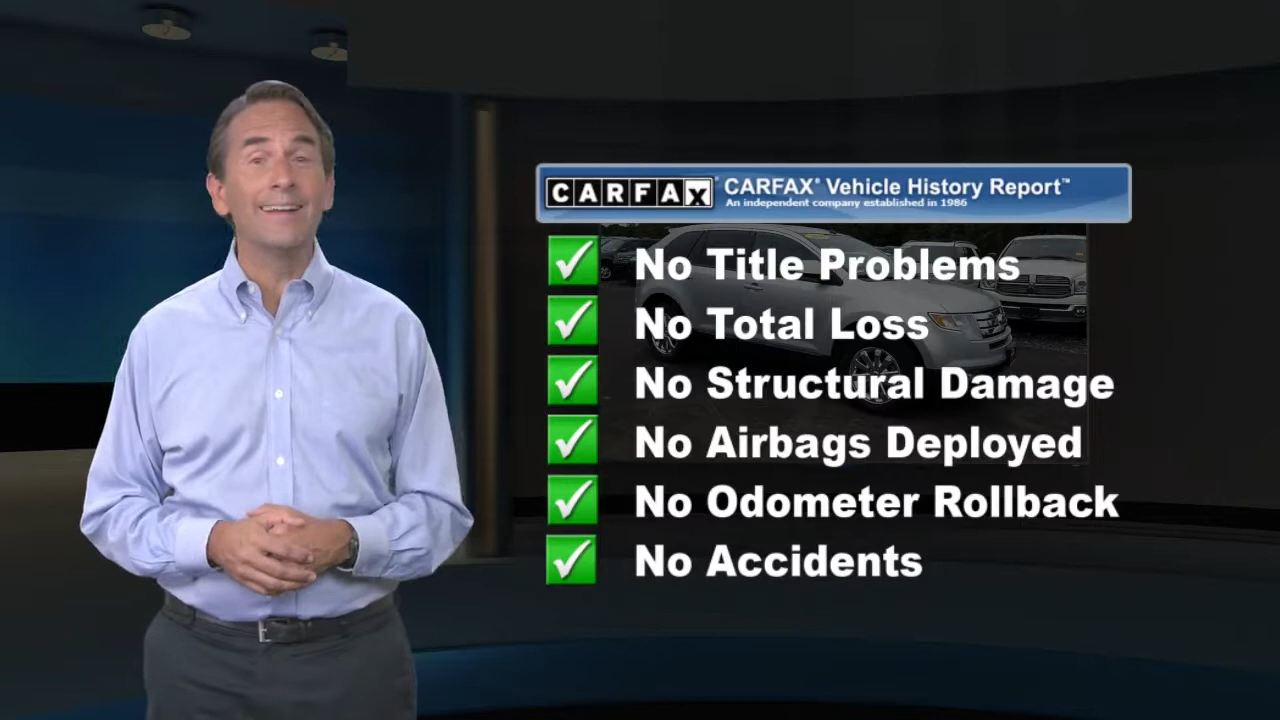 CARFAX® CARFAX® Vehicle History Report™
An independent company established in 1986
No Title Problems
No Total Loss
No Structural Damage
No Airbags Deployed
No Odometer Rollback
No Accidents